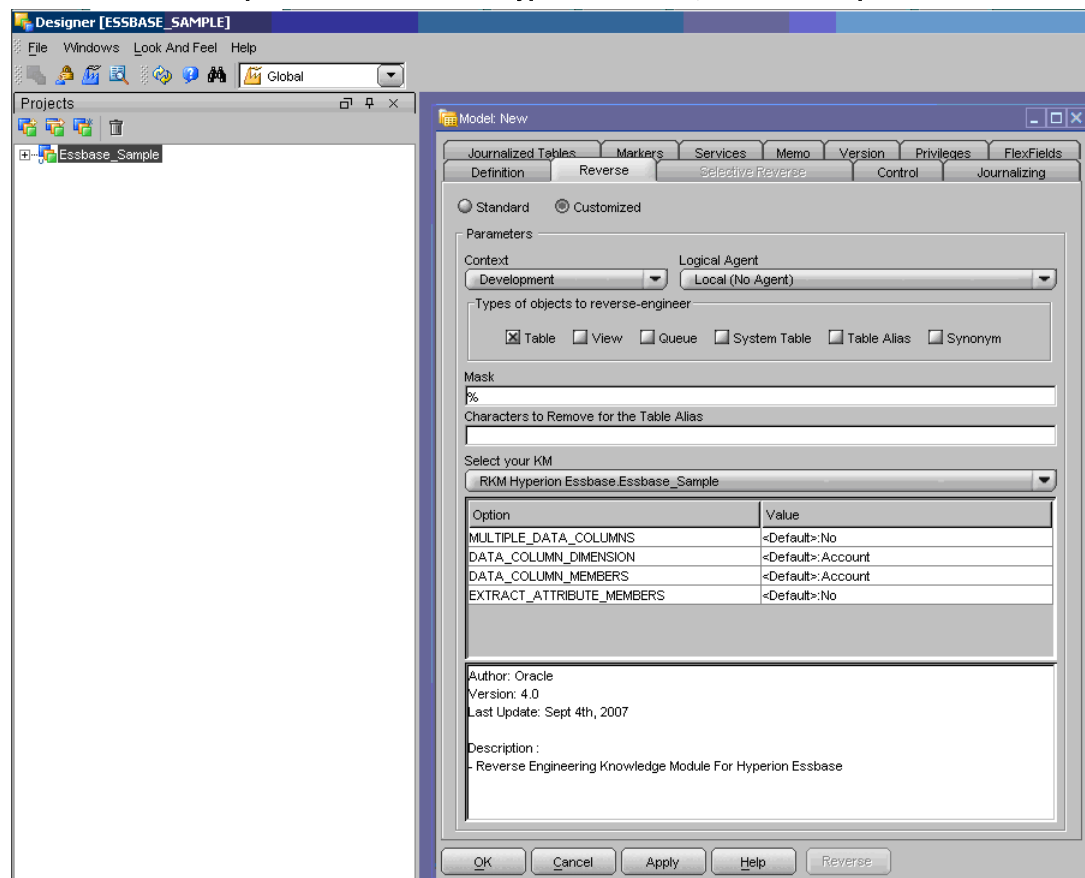 Designer [ESSBASE_SAMPLE]
File Windows Look And Feel Help
Global
Projects
Essbase_Sample
Model: New
Journalized Tables Markers Services Memo Version Privileges FlexFields
Definition Reverse Selective Reverse Control Journalizing
Standard Customized
Parameters
Context Logical Agent
Development Local (No Agent)
Types of objects to reverse-engineer
Table View Queue System Table Table Alias Synonym
Mask
%
Characters to Remove for the Table Alias
Select your KM
RKM Hyperion Essbase.Essbase_Sample
Option Value
MULTIPLE_DATA_COLUMNS <Default>:No
DATA_COLUMN_DIMENSION <Default>:Account
DATA_COLUMN_MEMBERS <Default>:Account
EXTRACT_ATTRIBUTE_MEMBERS <Default>:No
Author: Oracle
Version: 4.0
Last Update: Sept 4th, 2007
Description :
- Reverse Engineering Knowledge Module For Hyperion Essbase
OK Cancel Apply Help Reverse